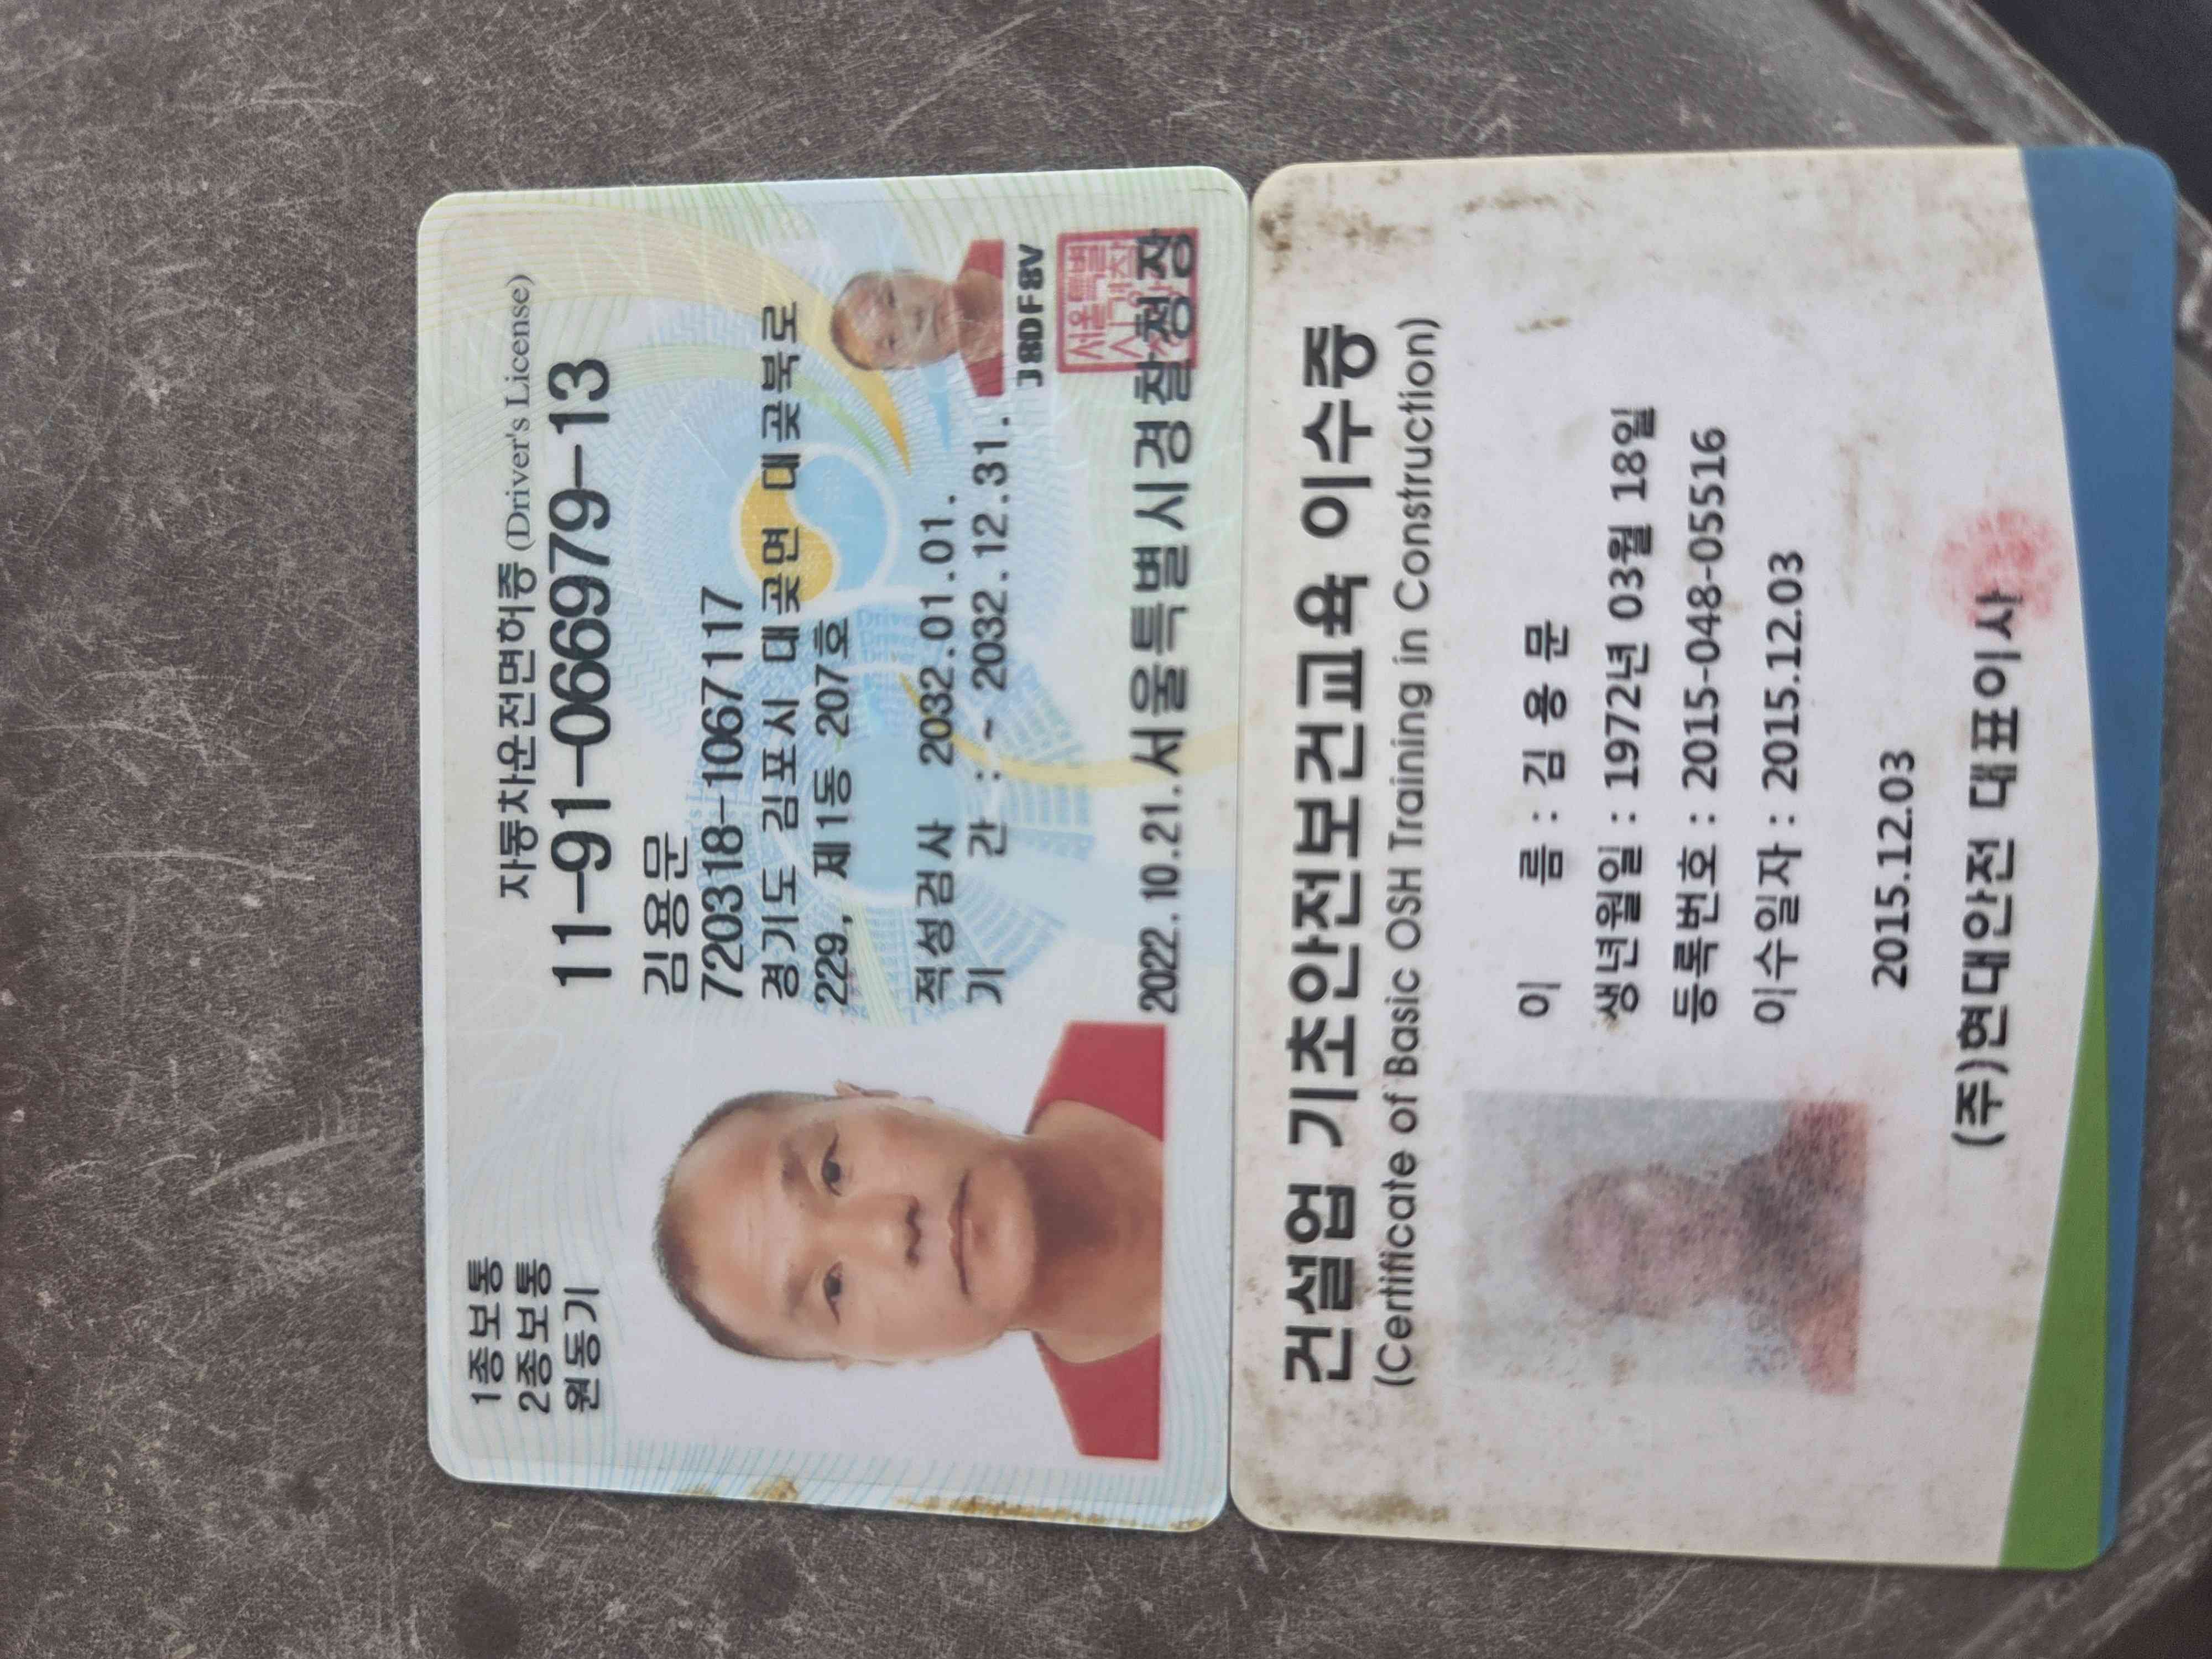 자동차운전면허증 (Driver's License)
1종보통
2종보통
원동기
11-91-066979-13
김용문
720318-1067117
경기도 김포시 대곶면 대곶북로
229, 제1동 207호
적성검사 2032.01.01.
기 간 : ~ 2032.12.31.
J8DF8V
2022.10.21. 서울특별시경찰청장
건설업 기초안전보건교육 이수증
(Certificate of Basic OSH Training in Construction)
이 름 : 김 용 문
생년월일 : 1972년 03월 18일
등록번호 : 2015-048-05516
이수일자 : 2015.12.03
2015.12.03
(주)현대안전 대표이사